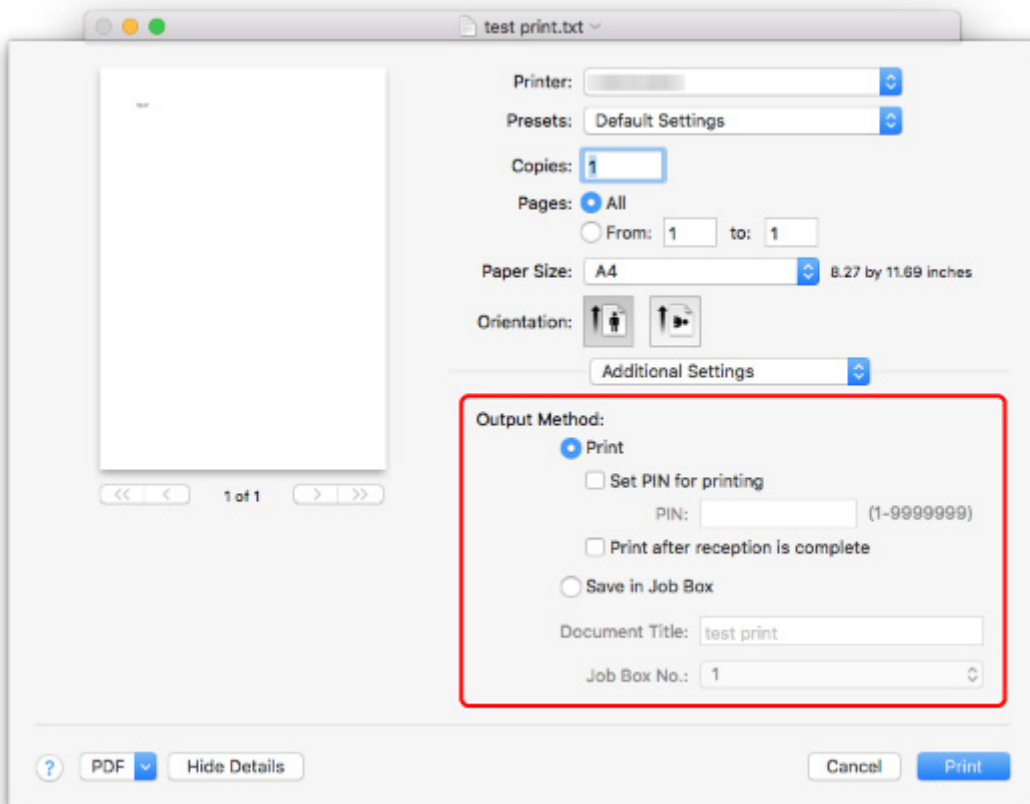 test print.txt
Printer:
Presets: Default Settings
Copies: 1
Pages: All
From: 1 to: 1
Paper Size: A4 8.27 by 11.69 inches
Orientation:
Additional Settings
Output Method:
Print
Set PIN for printing
PIN: (1-9999999)
Print after reception is complete
Save in Job Box
Document Title: test print
Job Box No.: 1
<< < 1 of 1 > >>
? PDF Hide Details Cancel Print